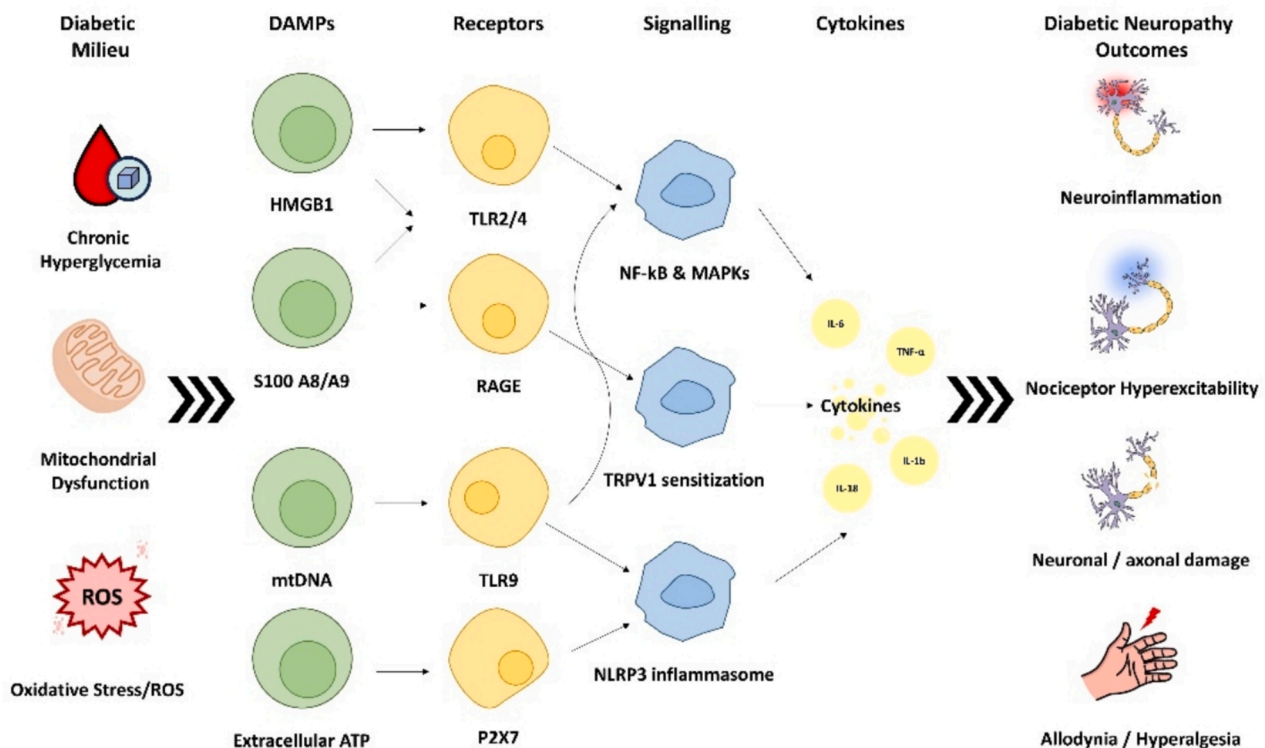 Diabetic
Milieu
DAMPs
Receptors
Signalling
Cytokines
Diabetic Neuropathy
Outcomes
Chronic
Hyperglycemia
Mitochondrial
Dysfunction
ROS
Oxidative Stress/ROS
HMGB1
S100 A8/A9
mtDNA
Extracellular ATP
TLR2/4
RAGE
TLR9
P2X7
NF-kB & MAPKs
TRPV1 sensitization
NLRP3 inflammasome
IL-6
TNF-α
Cytokines
IL-1b
IL-18
Neuroinflammation
Nociceptor Hyperexcitability
Neuronal / axonal damage
Allodynia / Hyperalgesia